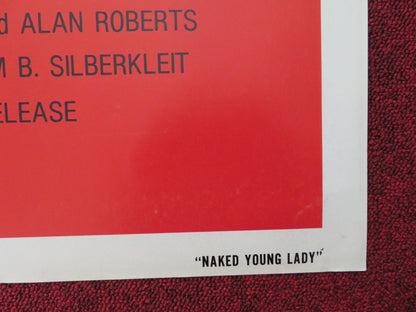 d ALAN ROBERTS
M B. SILBERKLEIT
ELEASE
"NAKED YOUNG LADY"